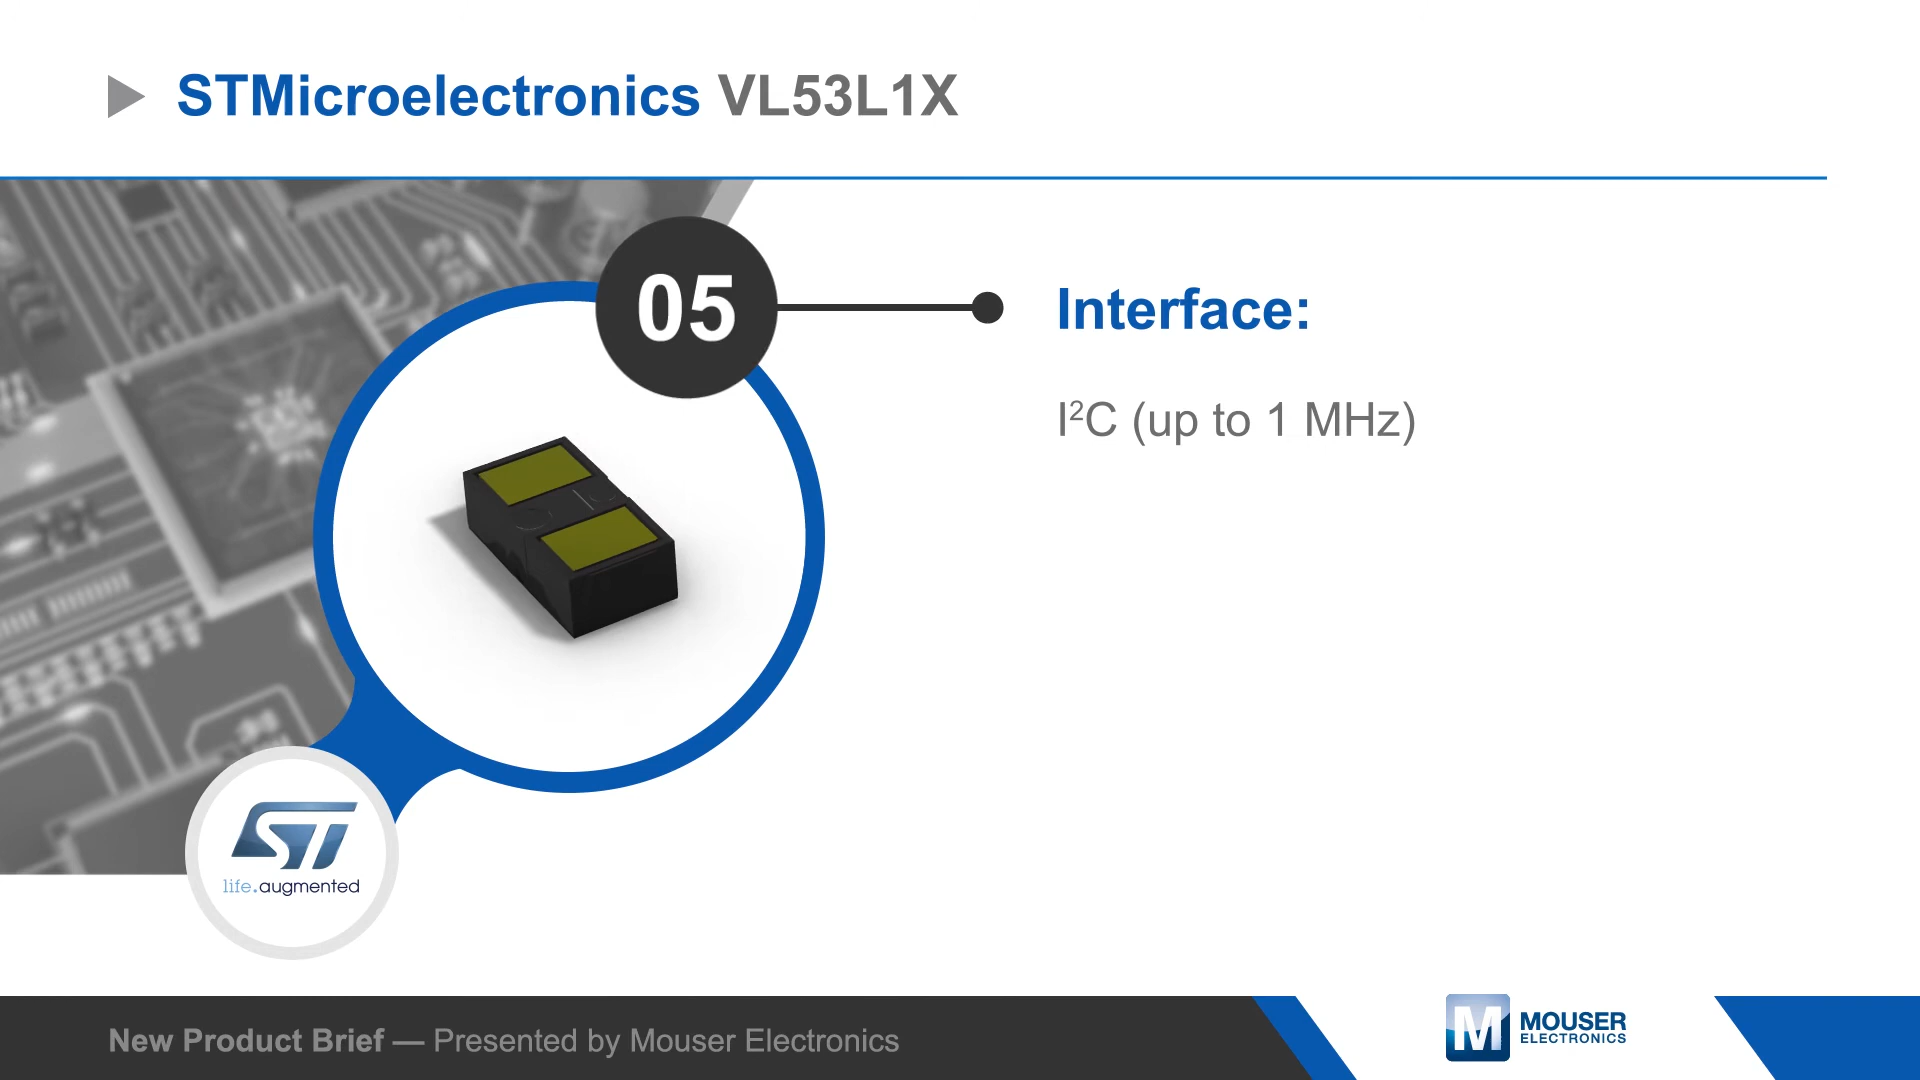 STMicroelectronics VL53L1X
05
Interface:
I²C (up to 1 MHz)
ST
life.augmented
New Product Brief — Presented by Mouser Electronics
M
MOUSER
ELECTRONICS